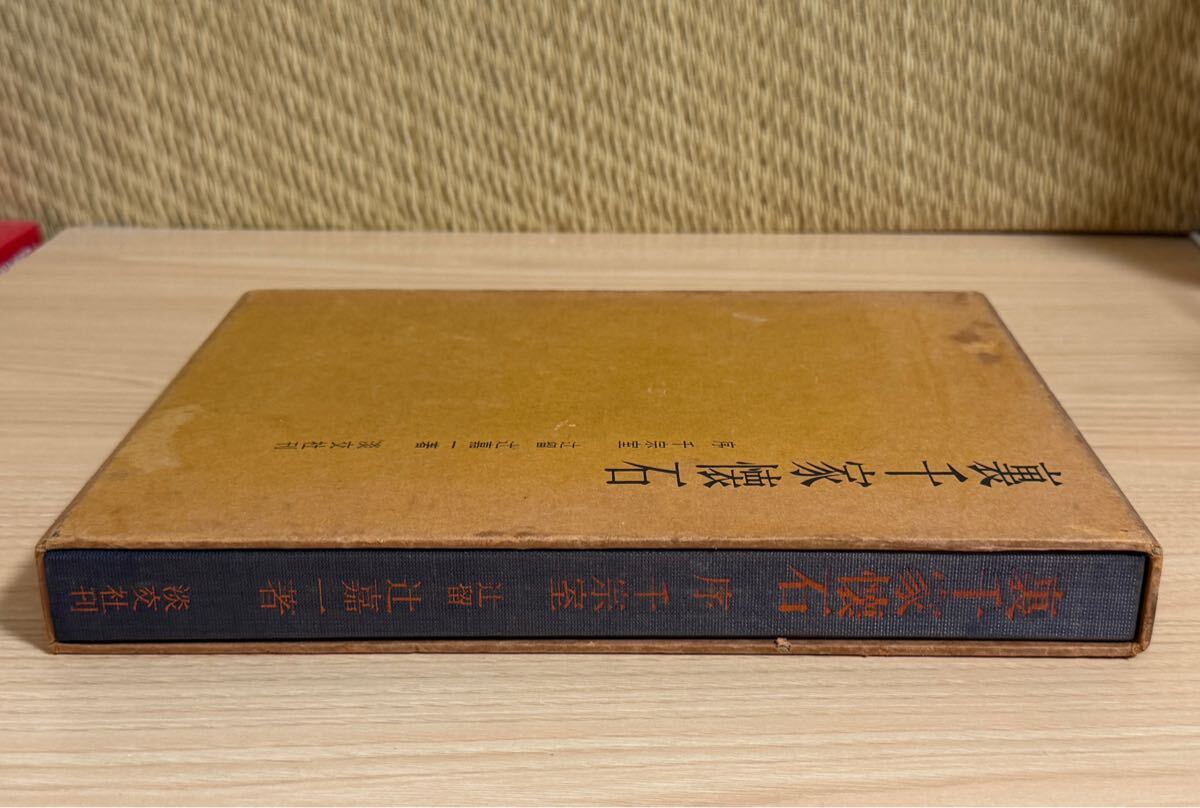 裏千家懐石
序 千宗室 辻留 辻嘉一著 淡交社刊
裏千家懐石 序 千宗室 辻留 辻嘉一著 淡交社刊